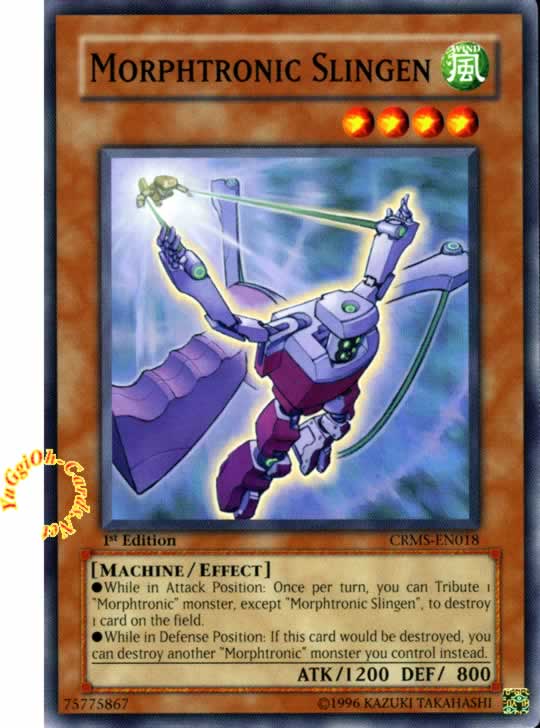 MORPHTRONIC SLINGEN
WIND
風
1st Edition
CRMS-EN018
[MACHINE/EFFECT]
●While in Attack Position: Once per turn, you can Tribute 1
"Morphtronic" monster, except "Morphtronic Slingen", to destroy
1 card on the field.
●While in Defense Position: If this card would be destroyed, you
can destroy another "Morphtronic" monster you control instead.
ATK/1200 DEF/ 800
75775867
©1996 KAZUKI TAKAHASHI
YuGgiOh-Cards.Net